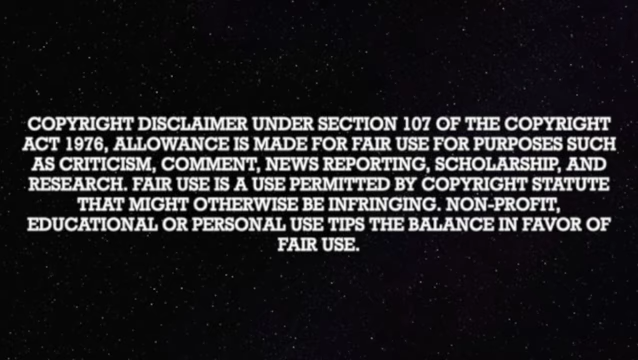 COPYRIGHT DISCLAIMER UNDER SECTION 107 OF THE COPYRIGHT
ACT 1976, ALLOWANCE IS MADE FOR FAIR USE FOR PURPOSES SUCH
AS CRITICISM, COMMENT, NEWS REPORTING, SCHOLARSHIP, AND
RESEARCH. FAIR USE IS A USE PERMITTED BY COPYRIGHT STATUTE
THAT MIGHT OTHERWISE BE INFRINGING. NON-PROFIT,
EDUCATIONAL OR PERSONAL USE TIPS THE BALANCE IN FAVOR OF
FAIR USE.